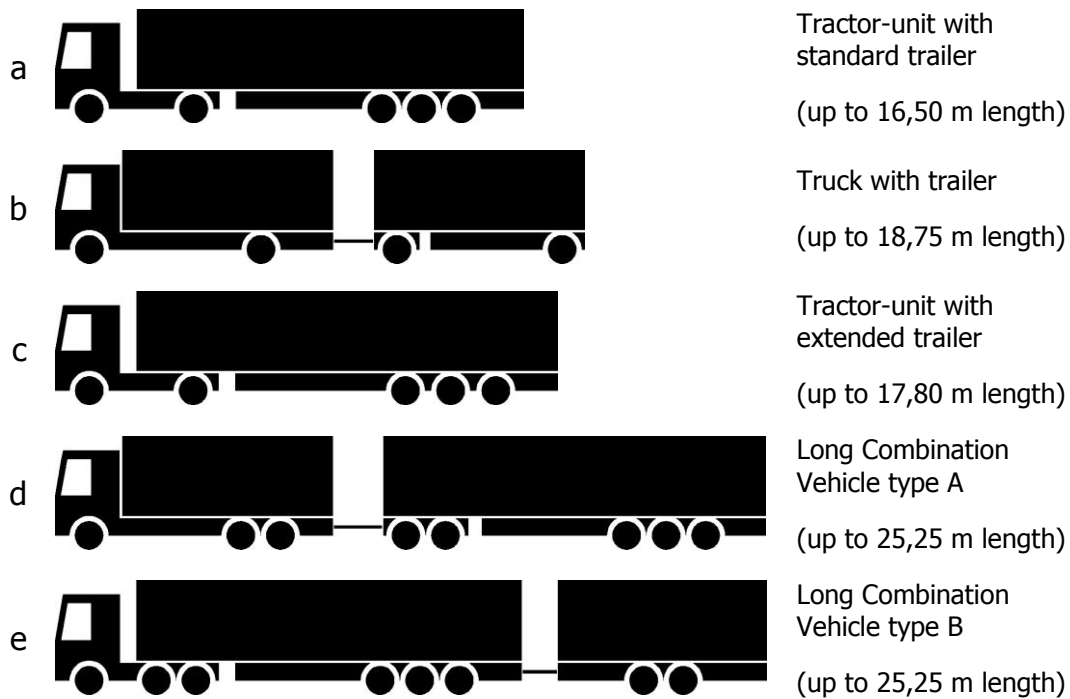 a
Tractor-unit with
standard trailer
(up to 16,50 m length)
b
Truck with trailer
(up to 18,75 m length)
c
Tractor-unit with
extended trailer
(up to 17,80 m length)
d
Long Combination
Vehicle type A
(up to 25,25 m length)
e
Long Combination
Vehicle type B
(up to 25,25 m length)